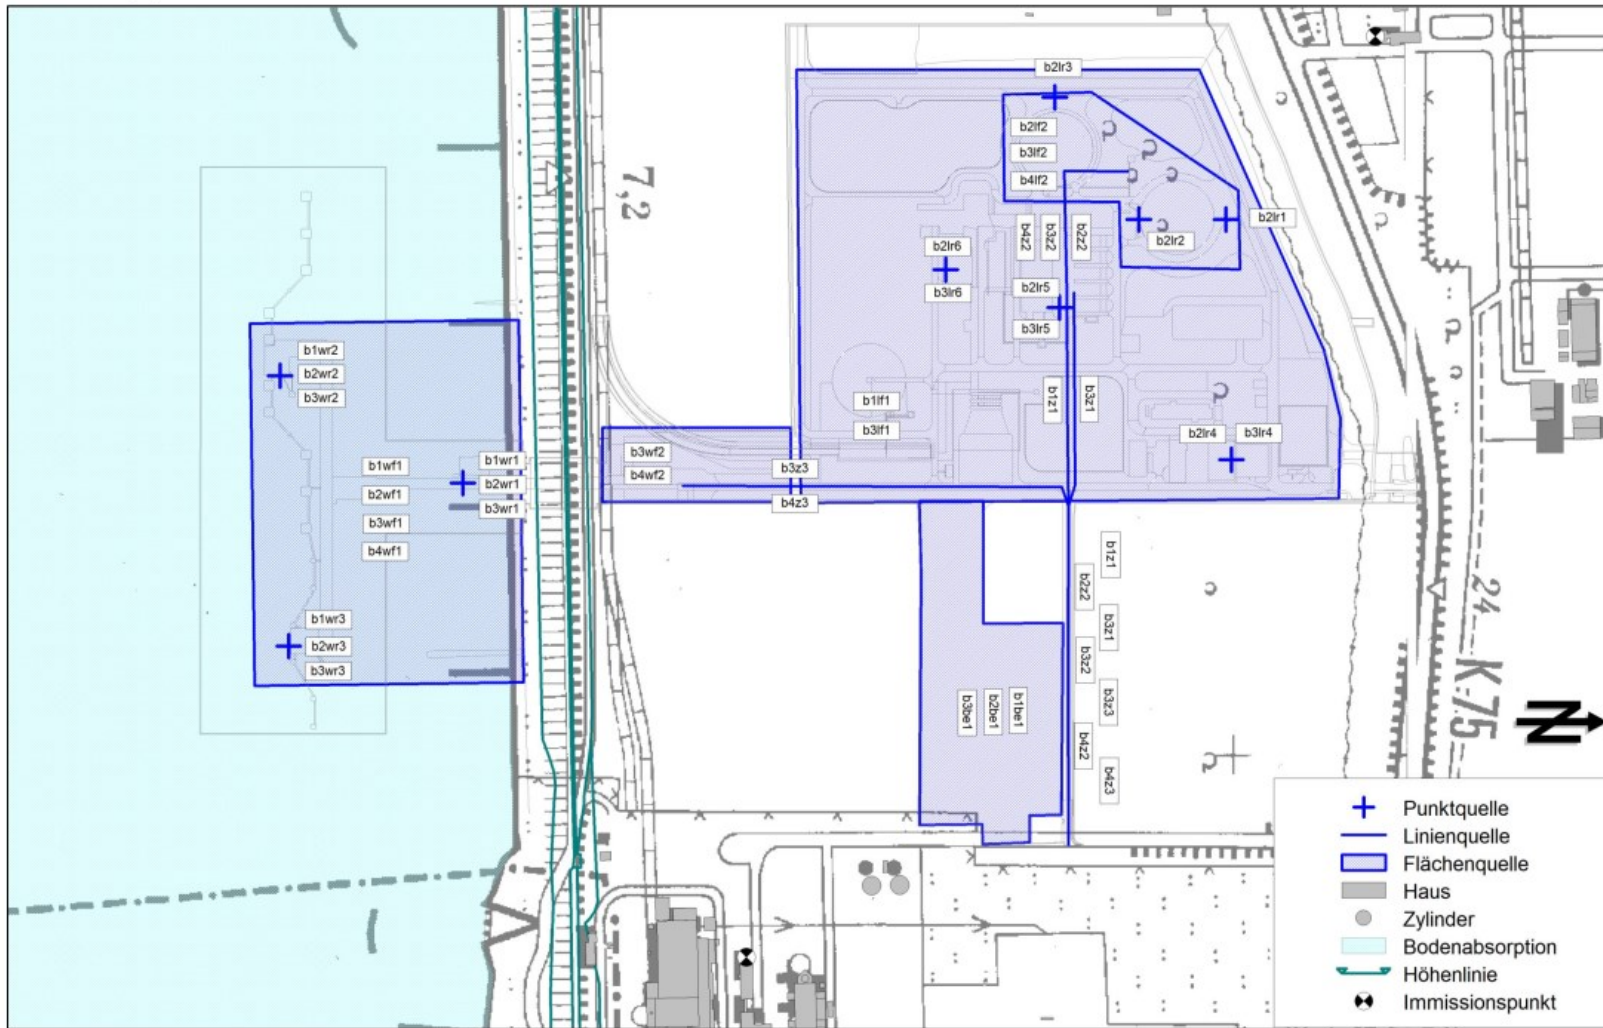 b2lr3
b2lf2
b3lf2
b4lf2
7,2
b4z2
b3z2
b2z2
b2lr1
b2lr2
b2lr6
b3lr6
b2lr5
b3lr5
b1wr2
b2wr2
b3wr2
b1lf1
b3lf1
b1z1
b3z1
b2lr4
b3lr4
b1wf1
b2wf1
b3wf1
b4wf1
b1wr1
b2wr1
b3wr1
b3wf2
b4wf2
b3z3
b4z3
b1z1
b2z2
b3z1
b3z2
b3z3
b4z2
b4z3
24
K-75
b1wr3
b2wr3
b3wr3
b3be1
b2be1
b1be1
N
Punktquelle
Linienquelle
Flächenquelle
Haus
Zylinder
Bodenabsorption
Höhenlinie
Immissionspunkt